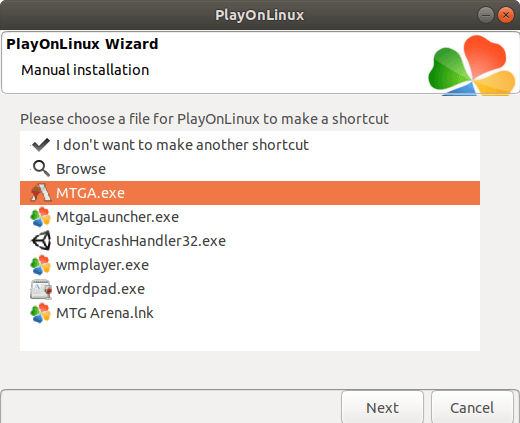 PlayOnLinux
PlayOnLinux Wizard
Manual installation
Please choose a file for PlayOnLinux to make a shortcut
I don't want to make another shortcut
Browse
MTGA.exe
MtgaLauncher.exe
UnityCrashHandler32.exe
wmplayer.exe
wordpad.exe
MTG Arena.lnk
Next
Cancel